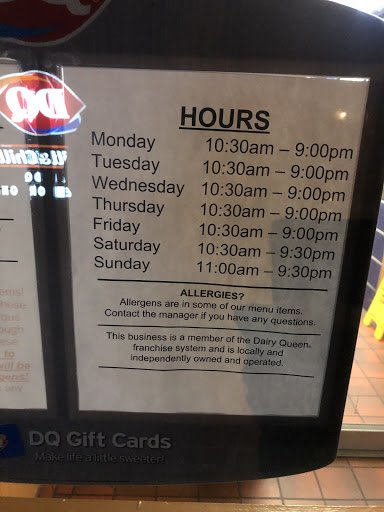 DQ
HOURS
Monday 10:30am – 9:00pm
Tuesday 10:30am – 9:00pm
Wednesday 10:30am – 9:00pm
Thursday 10:30am – 9:00pm
Friday 10:30am – 9:00pm
Saturday 10:30am – 9:30pm
Sunday 11:00am – 9:30pm
ALLERGIES?
Allergens are in some of our menu items.
Contact the manager if you have any questions.
This business is a member of the Dairy Queen®
franchise system and is locally and
independently owned and operated.
DQ Gift Cards
Make life a little sweeter!